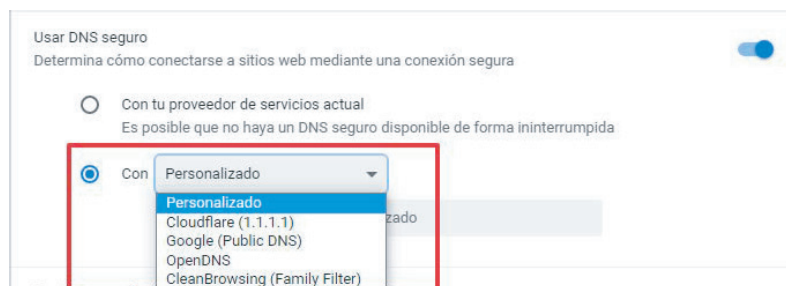 Usar DNS seguro
Determina cómo conectarse a sitios web mediante una conexión segura
Con tu proveedor de servicios actual
Es posible que no haya un DNS seguro disponible de forma ininterrumpida
Con Personalizado
Personalizado
Cloudflare (1.1.1.1)
zado
Google (Public DNS)
OpenDNS
CleanBrowsing (Family Filter)